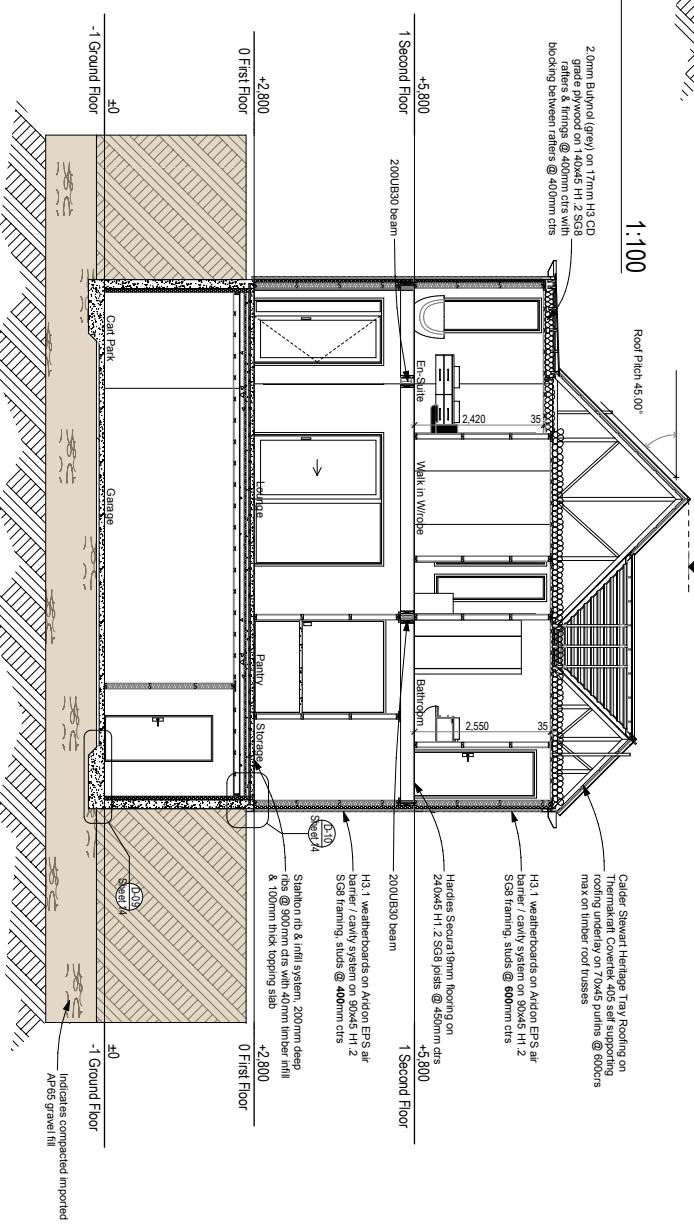 1:100
Roof Pitch 45.00°
2.0mm Butynol (grey) on 17mm H3 CD
grade plywood on 140x45 H1.2 SG8
rafters & firrings @ 400mm ctrs with
blocking between rafters @ 400mm ctrs
Calder Stewart Heritage Tray Roofing on
Thermakraft Covertek 405 self supporting
roofing underlay on 70x45 purlins @ 600crs
max on timber roof trusses
H3.1 weatherboards on Aridon EPS air
barrier / cavity system on 90x45 H1.2
SG8 framing, studs @ 600mm ctrs
35
2,420
35
2,550
En-Suite
Walk in W/robe
Bathroom
Hardies Secura19mm flooring on
240x45 H1.2 SG8 joists @ 450mm ctrs
+5,800
1 Second Floor
+5,800
1 Second Floor
200UB30 beam
200UB30 beam
H3.1 weatherboards on Aridon EPS air
barrier / cavity system on 90x45 H1.2
SG8 framing, studs @ 400mm ctrs
Stahlton rib & infill system, 200mm deep
ribs @ 900mm ctrs with 40mm timber infill
& 100mm thick topping slab
Lounge
Pantry
Storage
D-10
Sheet 14
+2,800
0 First Floor
+2,800
0 First Floor
Cart Park
Garage
D-09
Sheet 14
±0
-1 Ground Floor
±0
-1 Ground Floor
Indicates compacted imported
AP65 gravel fill